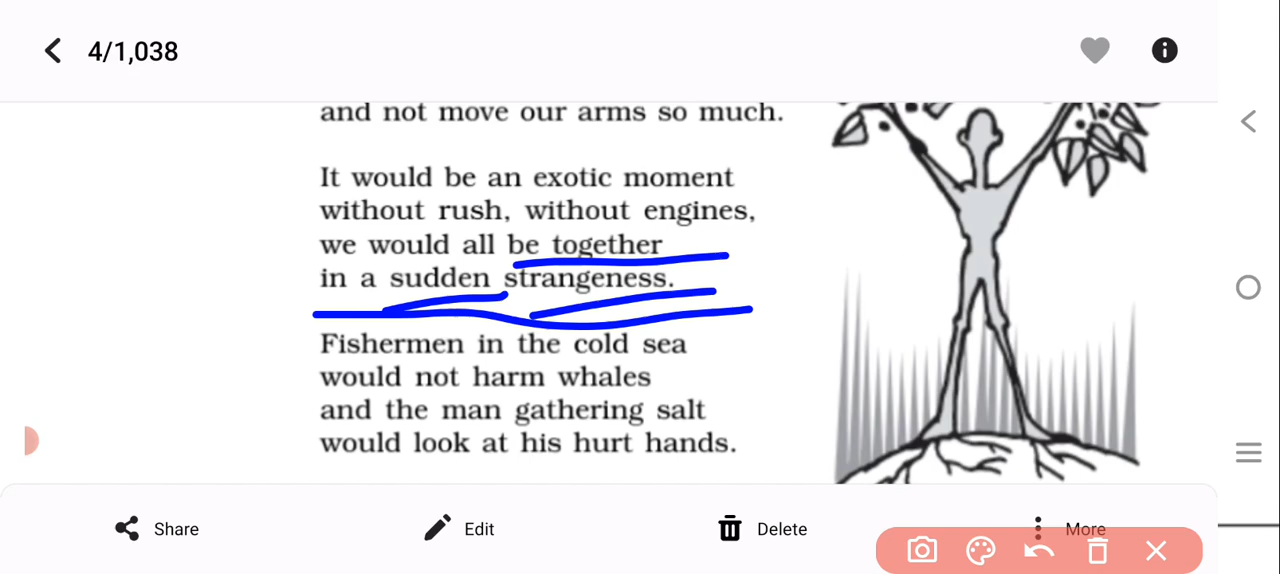 4/1,038
and not move our arms so much.
It would be an exotic moment
without rush, without engines,
we would all be together
in a sudden strangeness.
Fishermen in the cold sea
would not harm whales
and the man gathering salt
would look at his hurt hands.
Share Edit Delete More